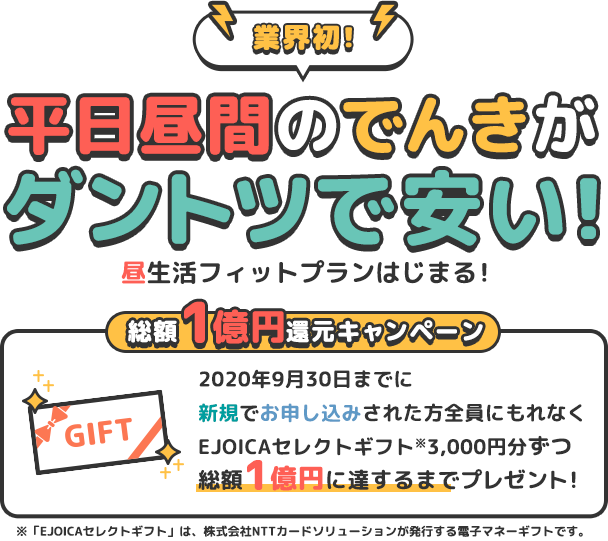 業界初！
平日昼間のでんきが
ダントツで安い！
昼生活フィットプランはじまる！
総額1億円還元キャンペーン
GIFT
2020年9月30日までに
新規でお申し込みされた方全員にもれなく
EJOICAセレクトギフト※3,000円分ずつ
総額1億円に達するまでプレゼント！
※「EJOICAセレクトギフト」は、株式会社NTTカードソリューションが発行する電子マネーギフトです。